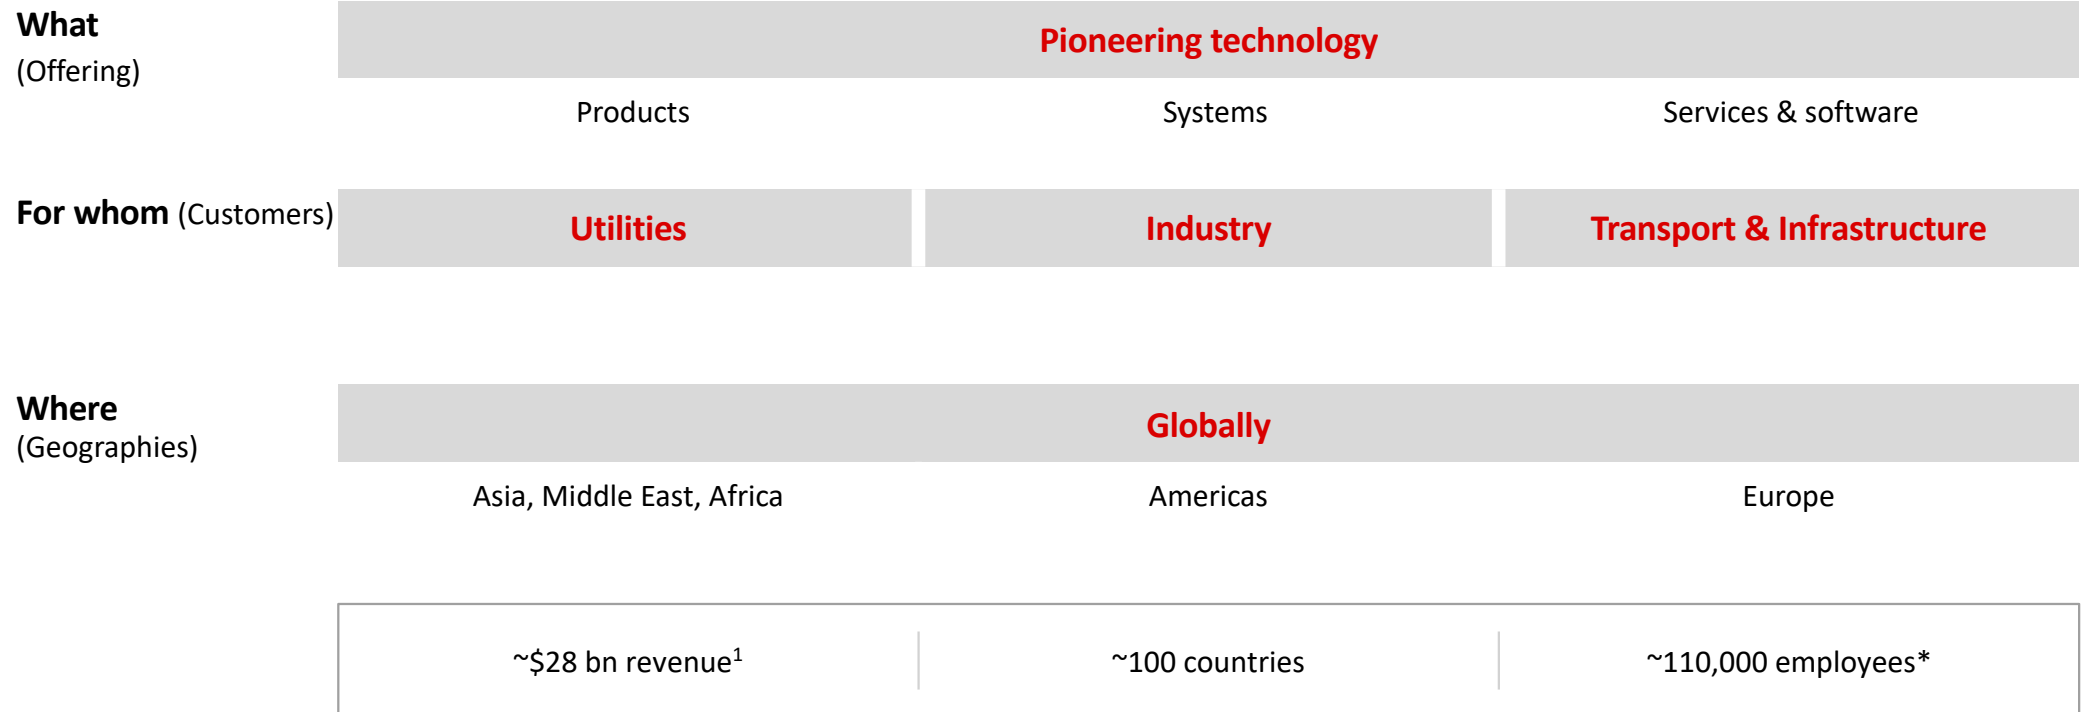 What
(Offering)
Pioneering technology
Products
Systems
Services & software
For whom (Customers)
Utilities
Industry
Transport & Infrastructure
Where
(Geographies)
Globally
Asia, Middle East, Africa
Americas
Europe
~$28 bn revenue¹
~100 countries
~110,000 employees*